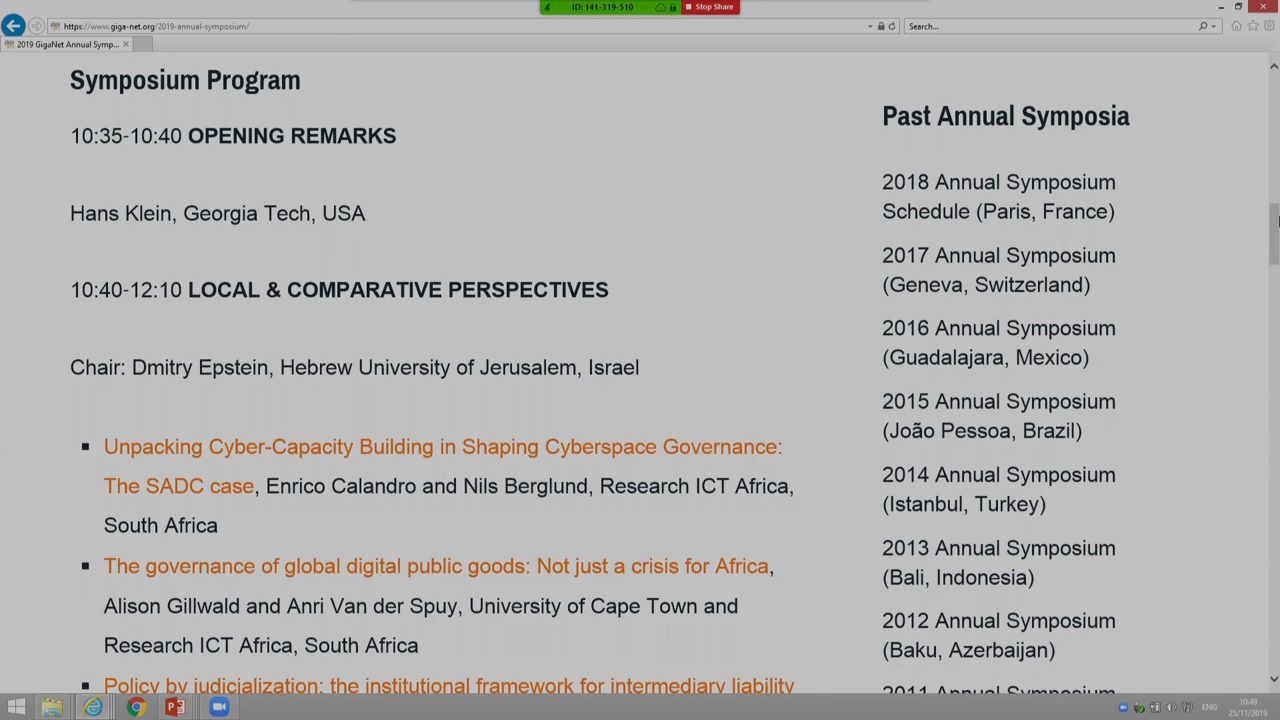 ID: 141-319-510
Stop Share
https://www.giga-net.org/2019-annual-symposium/
Search...
2019 GigaNet Annual Symp...
Symposium Program
10:35-10:40 OPENING REMARKS
Hans Klein, Georgia Tech, USA
10:40-12:10 LOCAL & COMPARATIVE PERSPECTIVES
Chair: Dmitry Epstein, Hebrew University of Jerusalem, Israel
Unpacking Cyber-Capacity Building in Shaping Cyberspace Governance:
The SADC case, Enrico Calandro and Nils Berglund, Research ICT Africa,
South Africa
The governance of global digital public goods: Not just a crisis for Africa,
Alison Gillwald and Anri Van der Spuy, University of Cape Town and
Research ICT Africa, South Africa
Policy by judicialization: the institutional framework for intermediary liability
Past Annual Symposia
2018 Annual Symposium
Schedule (Paris, France)
2017 Annual Symposium
(Geneva, Switzerland)
2016 Annual Symposium
(Guadalajara, Mexico)
2015 Annual Symposium
(João Pessoa, Brazil)
2014 Annual Symposium
(Istanbul, Turkey)
2013 Annual Symposium
(Bali, Indonesia)
2012 Annual Symposium
(Baku, Azerbaijan)
2011 Annual Symposium
ENG
10:49
25/11/2019